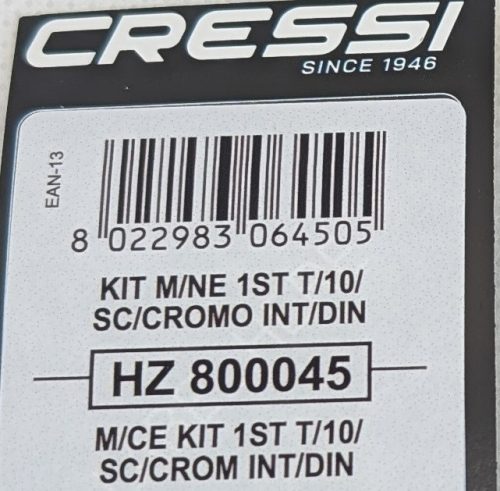 CRESSI
SINCE 1946
EAN-13
8 022983 064505
KIT M/NE 1ST T/10/
SC/CROMO INT/DIN
HZ 800045
M/CE KIT 1ST T/10/
SC/CROM INT/DIN